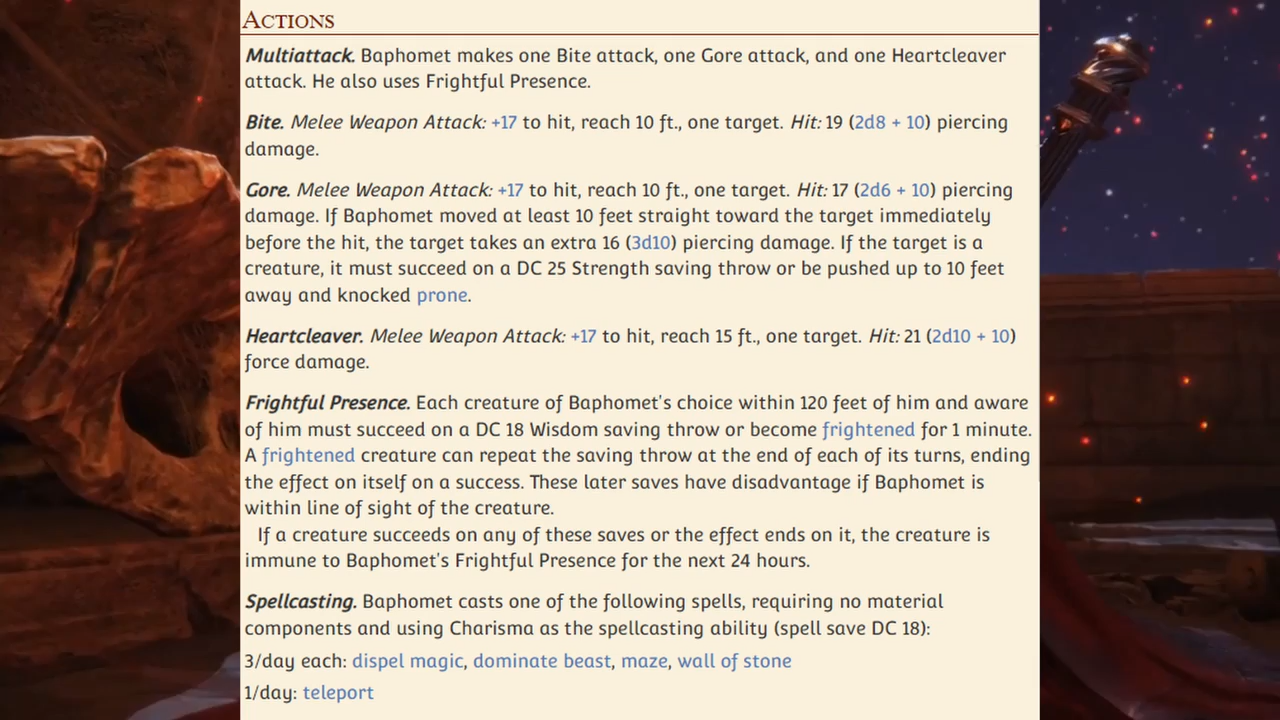 ACTIONS
Multiattack. Baphomet makes one Bite attack, one Gore attack, and one Heartcleaver
attack. He also uses Frightful Presence.
Bite. Melee Weapon Attack: +17 to hit, reach 10 ft., one target. Hit: 19 (2d8 + 10) piercing
damage.
Gore. Melee Weapon Attack: +17 to hit, reach 10 ft., one target. Hit: 17 (2d6 + 10) piercing
damage. If Baphomet moved at least 10 feet straight toward the target immediately
before the hit, the target takes an extra 16 (3d10) piercing damage. If the target is a
creature, it must succeed on a DC 25 Strength saving throw or be pushed up to 10 feet
away and knocked prone.
Heartcleaver. Melee Weapon Attack: +17 to hit, reach 15 ft., one target. Hit: 21 (2d10 + 10)
force damage.
Frightful Presence. Each creature of Baphomet's choice within 120 feet of him and aware
of him must succeed on a DC 18 Wisdom saving throw or become frightened for 1 minute.
A frightened creature can repeat the saving throw at the end of each of its turns, ending
the effect on itself on a success. These later saves have disadvantage if Baphomet is
within line of sight of the creature.
If a creature succeeds on any of these saves or the effect ends on it, the creature is
immune to Baphomet's Frightful Presence for the next 24 hours.
Spellcasting. Baphomet casts one of the following spells, requiring no material
components and using Charisma as the spellcasting ability (spell save DC 18):
3/day each: dispel magic, dominate beast, maze, wall of stone
1/day: teleport